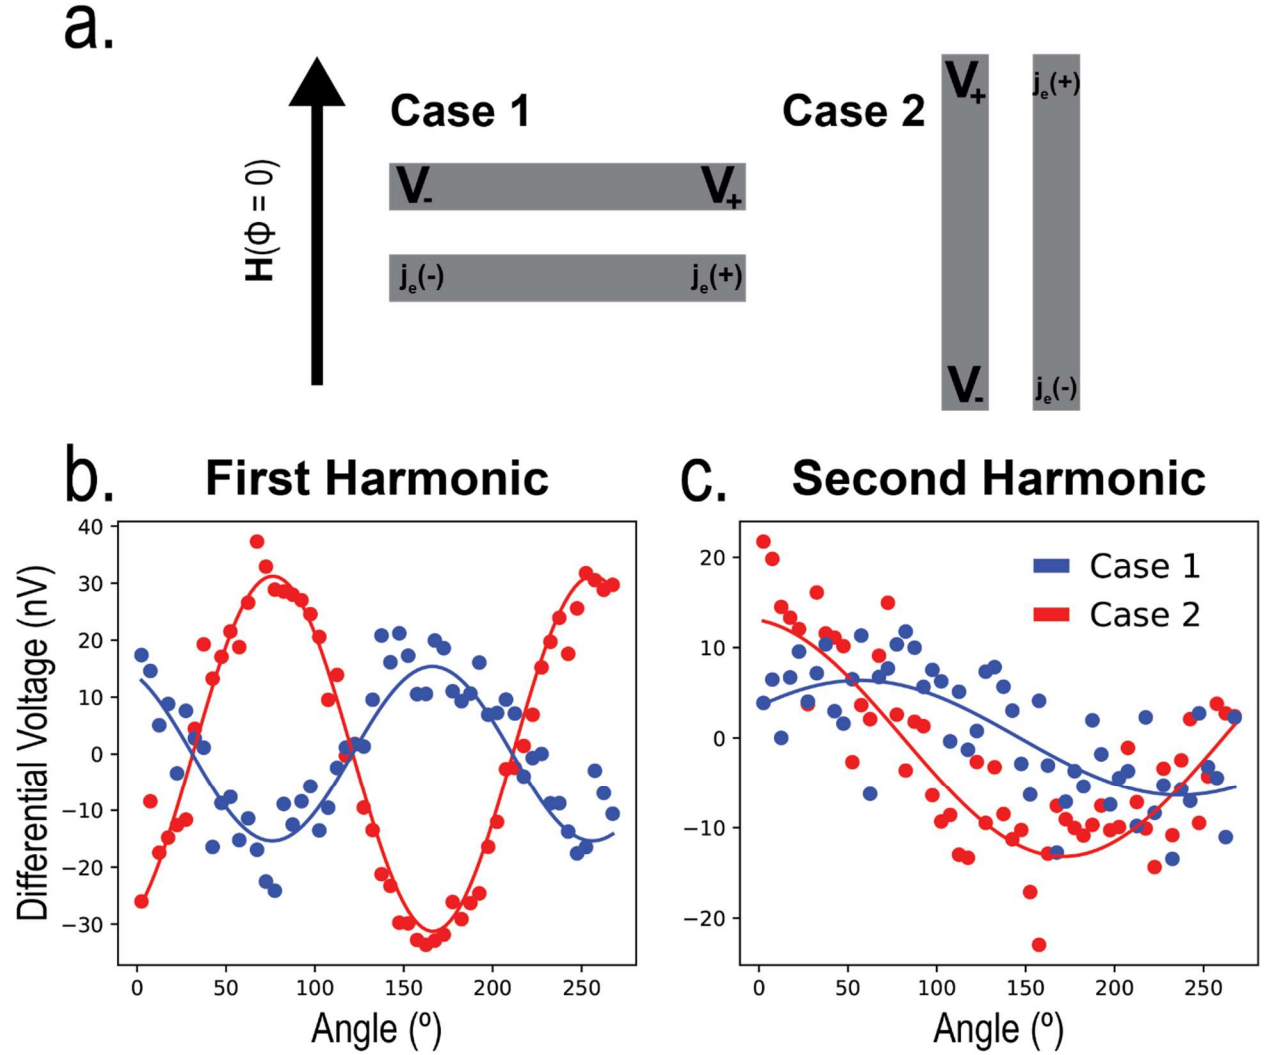 a.
H(ϕ = 0)
Case 1
V- V+
je(-) je(+)
Case 2
V+ je(+)
V- je(-)
b. First Harmonic
Differential Voltage (nV)
40
30
20
10
0
−10
−20
−30
0 50 100 150 200 250
Angle (º)
c. Second Harmonic
Case 1
Case 2
20
10
0
−10
−20
0 50 100 150 200 250
Angle (º)